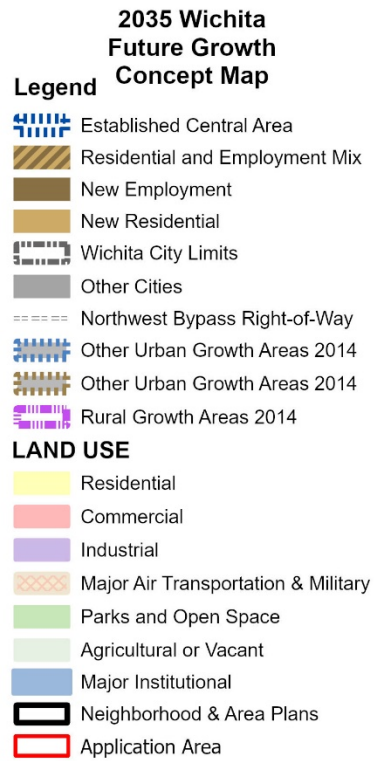 2035 Wichita
Future Growth
Concept Map
Legend
Established Central Area
Residential and Employment Mix
New Employment
New Residential
Wichita City Limits
Other Cities
Northwest Bypass Right-of-Way
Other Urban Growth Areas 2014
Other Urban Growth Areas 2014
Rural Growth Areas 2014
LAND USE
Residential
Commercial
Industrial
Major Air Transportation & Military
Parks and Open Space
Agricultural or Vacant
Major Institutional
Neighborhood & Area Plans
Application Area